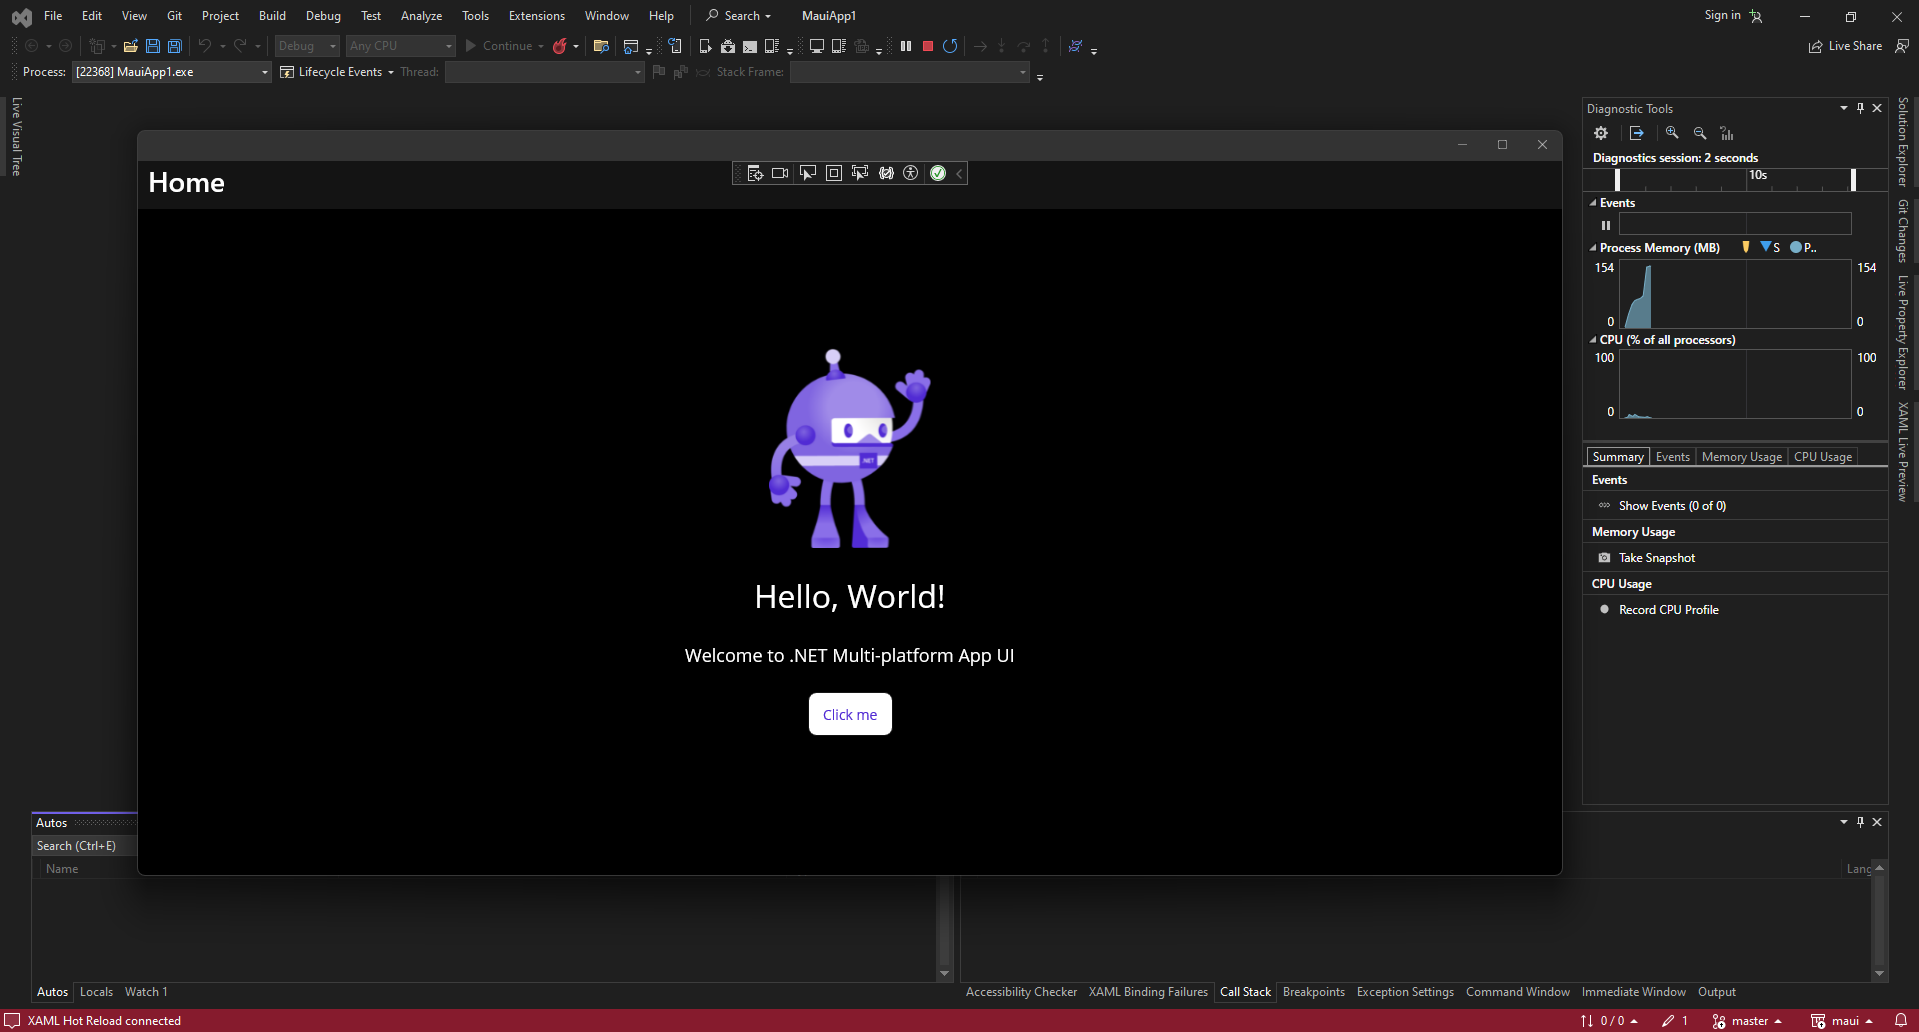 File Edit View Git Project Build Debug Test Analyze Tools Extensions Window Help Search MauiApp1 Sign in
Debug Any CPU Continue Live Share
Process: [22368] MauiApp1.exe Lifecycle Events Thread: Stack Frame:
Live Visual Tree
Home
Hello, World!
Welcome to .NET Multi-platform App UI
Click me
.NET
Diagnostic Tools
Diagnostics session: 2 seconds
10s
Events
Process Memory (MB) S P..
154 154
0 0
CPU (% of all processors)
100 100
0 0
Summary Events Memory Usage CPU Usage
Events
Show Events (0 of 0)
Memory Usage
Take Snapshot
CPU Usage
Record CPU Profile
Solution Explorer
Git Changes
Live Property Explorer
XAML Live Preview
Autos
Search (Ctrl+E)
Name
Lang
Autos Locals Watch 1
Accessibility Checker XAML Binding Failures Call Stack Breakpoints Exception Settings Command Window Immediate Window Output
XAML Hot Reload connected 0 / 0 1 master maui